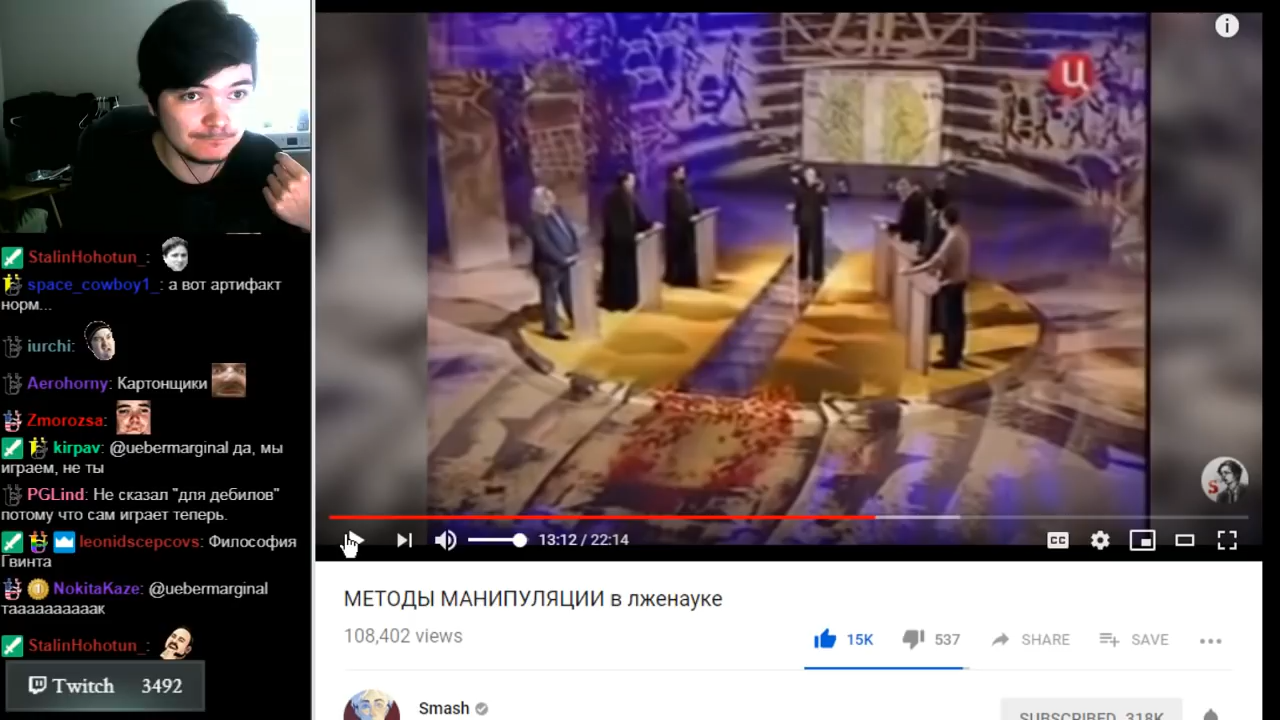 StalinHohotun_:
space_cowboy1_: а вот артифакт
норм...
iurchi:
Aerohorny: Картонщики
Zmorozsa:
kirpav: @uebermarginal да, мы
играем, не ты
PGLind: Не сказал "для дебилов"
потому что сам играет теперь.
leonidscepcovs: Философия
Гвинта
NokitaKaze: @uebermarginal
тааааааааак
StalinHohotun_:
Twitch 3492
Ц
i
S
13:12 / 22:14
CC
МЕТОДЫ МАНИПУЛЯЦИИ в лженауке
108,402 views
15K 537 SHARE SAVE
Smash
SUBSCRIBED 318K